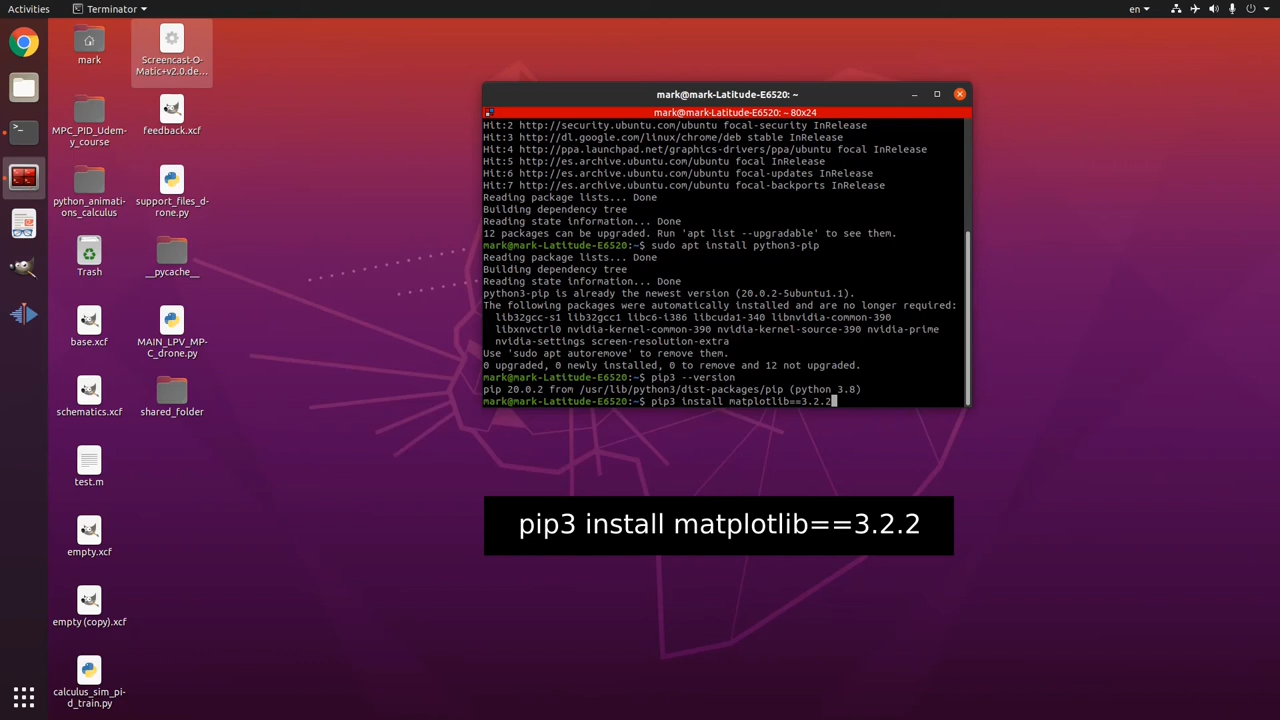 Activities
Terminator
en
mark
Screencast-O-
Matic+v2.0.de...
MPC_PID_Udem-
y_course
feedback.xcf
python_animati-
ons_calculus
support_files_d-
rone.py
Trash
__pycache__
base.xcf
MAIN_LPV_MP-
C_drone.py
schematics.xcf
shared_folder
test.m
empty.xcf
empty (copy).xcf
calculus_sim_pi-
d_train.py
mark@mark-Latitude-E6520: ~
mark@mark-Latitude-E6520: ~ 80x24
Hit:2 http://security.ubuntu.com/ubuntu focal-security InRelease
Hit:3 http://dl.google.com/linux/chrome/deb stable InRelease
Hit:4 http://ppa.launchpad.net/graphics-drivers/ppa/ubuntu focal InRelease
Hit:5 http://es.archive.ubuntu.com/ubuntu focal InRelease
Hit:6 http://es.archive.ubuntu.com/ubuntu focal-updates InRelease
Hit:7 http://es.archive.ubuntu.com/ubuntu focal-backports InRelease
Reading package lists... Done
Building dependency tree
Reading state information... Done
12 packages can be upgraded. Run 'apt list --upgradable' to see them.
mark@mark-Latitude-E6520:~$ sudo apt install python3-pip
Reading package lists... Done
Building dependency tree
Reading state information... Done
python3-pip is already the newest version (20.0.2-5ubuntu1.1).
The following packages were automatically installed and are no longer required:
lib32gcc-s1 lib32gcc1 libc6-i386 libcuda1-340 libnvidia-common-390
libxnvctrl0 nvidia-kernel-common-390 nvidia-kernel-source-390 nvidia-prime
nvidia-settings screen-resolution-extra
Use 'sudo apt autoremove' to remove them.
0 upgraded, 0 newly installed, 0 to remove and 12 not upgraded.
mark@mark-Latitude-E6520:~$ pip3 --version
pip 20.0.2 from /usr/lib/python3/dist-packages/pip (python 3.8)
mark@mark-Latitude-E6520:~$ pip3 install matplotlib==3.2.2
pip3 install matplotlib==3.2.2